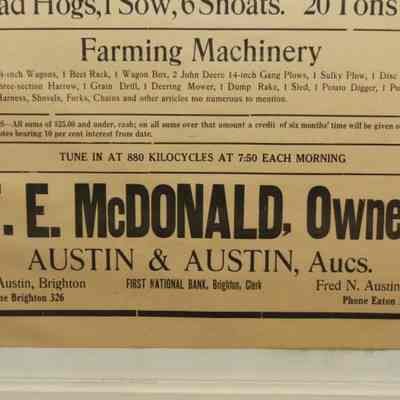 ad Hogs, 1 Sow, 6 Shoats. 20 Tons
Farming Machinery
-inch Wagons, 1 Beet Rack, 1 Wagon Box, 2 John Deere 14-inch Gang Plows, 1 Sulky Plow, 1 Disc
hree-section Harrow, 1 Grain Drill, 1 Deering Mower, 1 Dump Rake, 1 Sled, 1 Potato Digger, 1 Pu
Harness, Shovels, Forks, Chains and other articles too numerous to mention.
S—All sums of $25.00 and under, cash; on all sums over that amount a credit of six months' time will be given o
otes bearing 10 per cent interest from date.
TUNE IN AT 880 KILOCYCLES AT 7:50 EACH MORNING
. E. McDONALD, Owne
AUSTIN & AUSTIN, Aucs.
Austin, Brighton FIRST NATIONAL BANK, Brighton, Clerk Fred N. Austin
ne Brighton 326 Phone Eaton